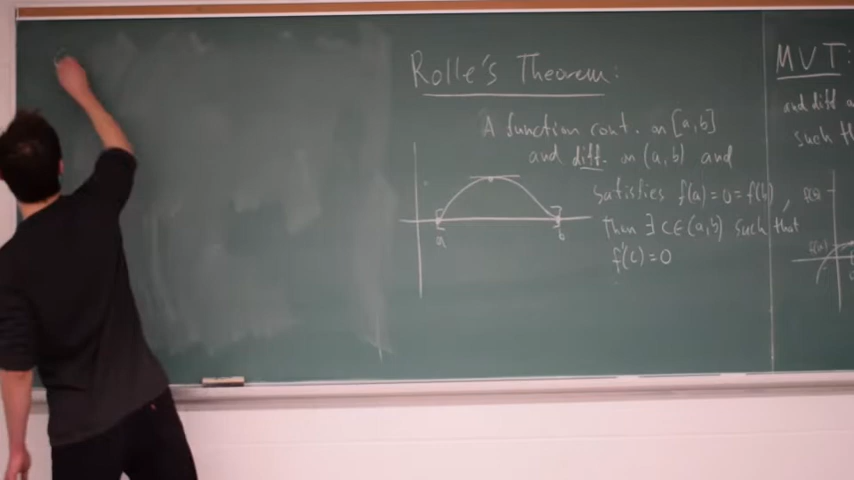 Rolle's Theorem:
A function cont. on [a,b]
and diff. on (a,b) and
satisfies f(a)=0=f(b),
Then ∃ c∈(a,b) such that
f'(c)=0
a
b
MVT:
and diff
such
f(a)